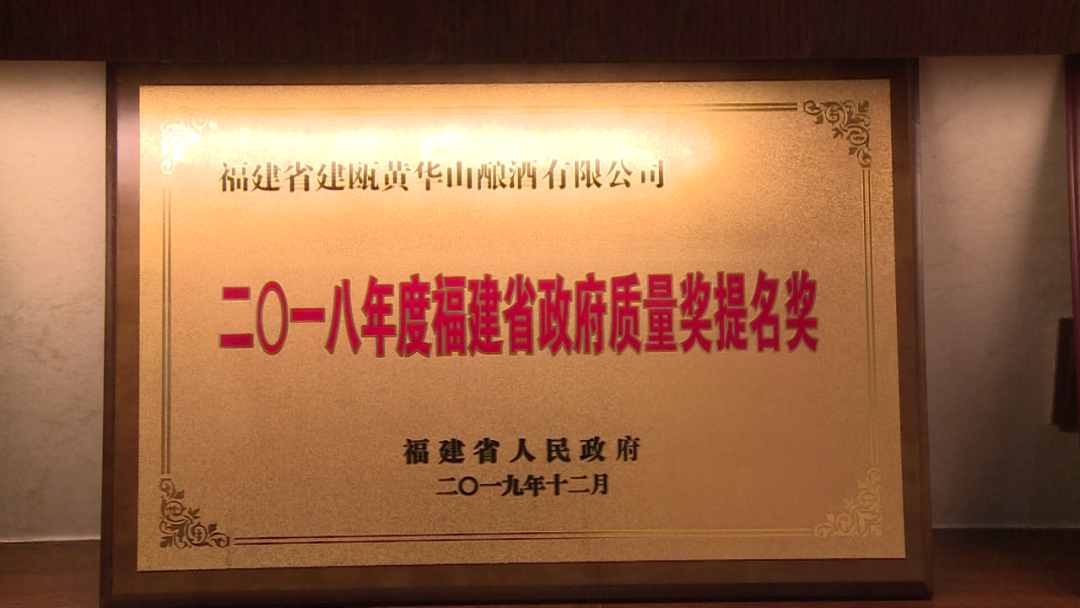 福建省建瓯黄华山酿酒有限公司
二〇一八年度福建省政府质量奖提名奖
福建省人民政府
二〇一九年十二月